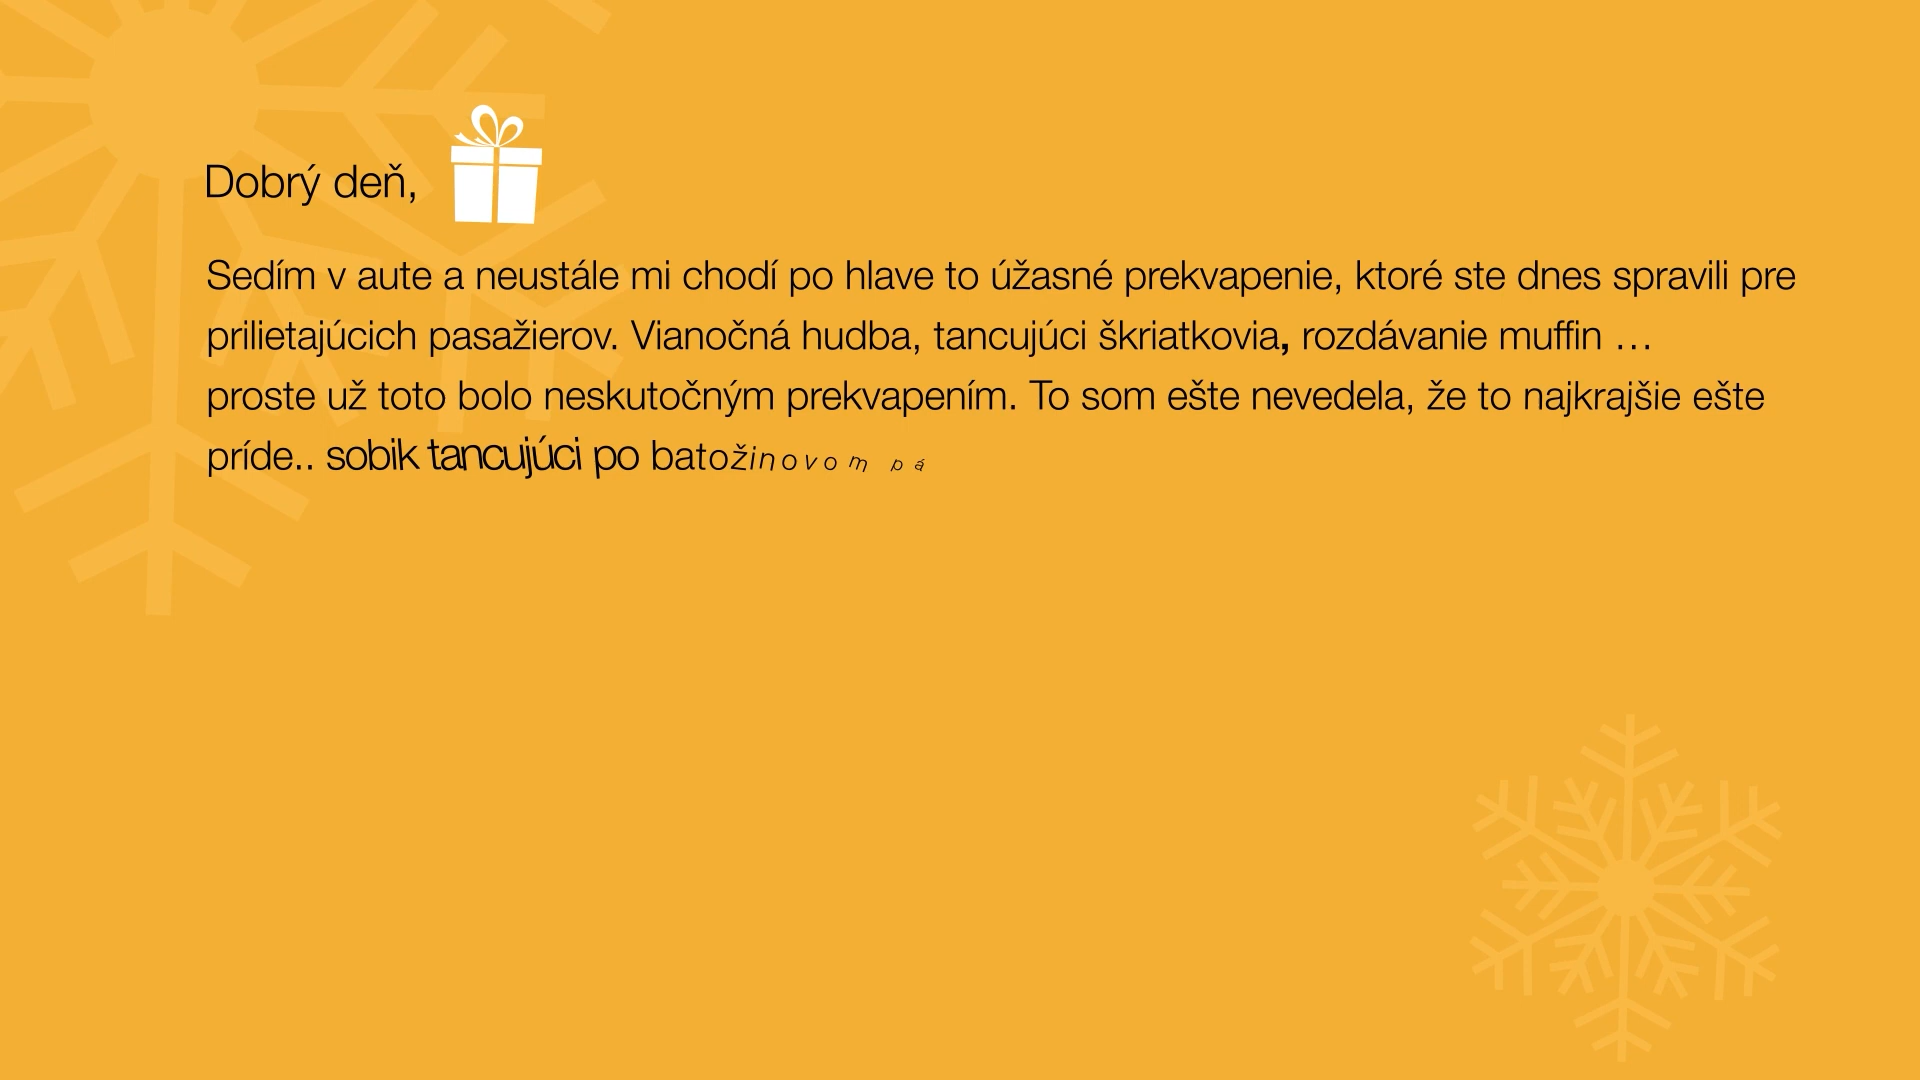 Dobrý deň,
Sedím v aute a neustále mi chodí po hlave to úžasné prekvapenie, ktoré ste dnes spravili pre
prilietajúcich pasažierov. Vianočná hudba, tancujúci škriatkovia, rozdávanie muffin …
proste už toto bolo neskutočným prekvapením. To som ešte nevedela, že to najkrajšie ešte
príde.. sobik tancujúci po batožinovom pá